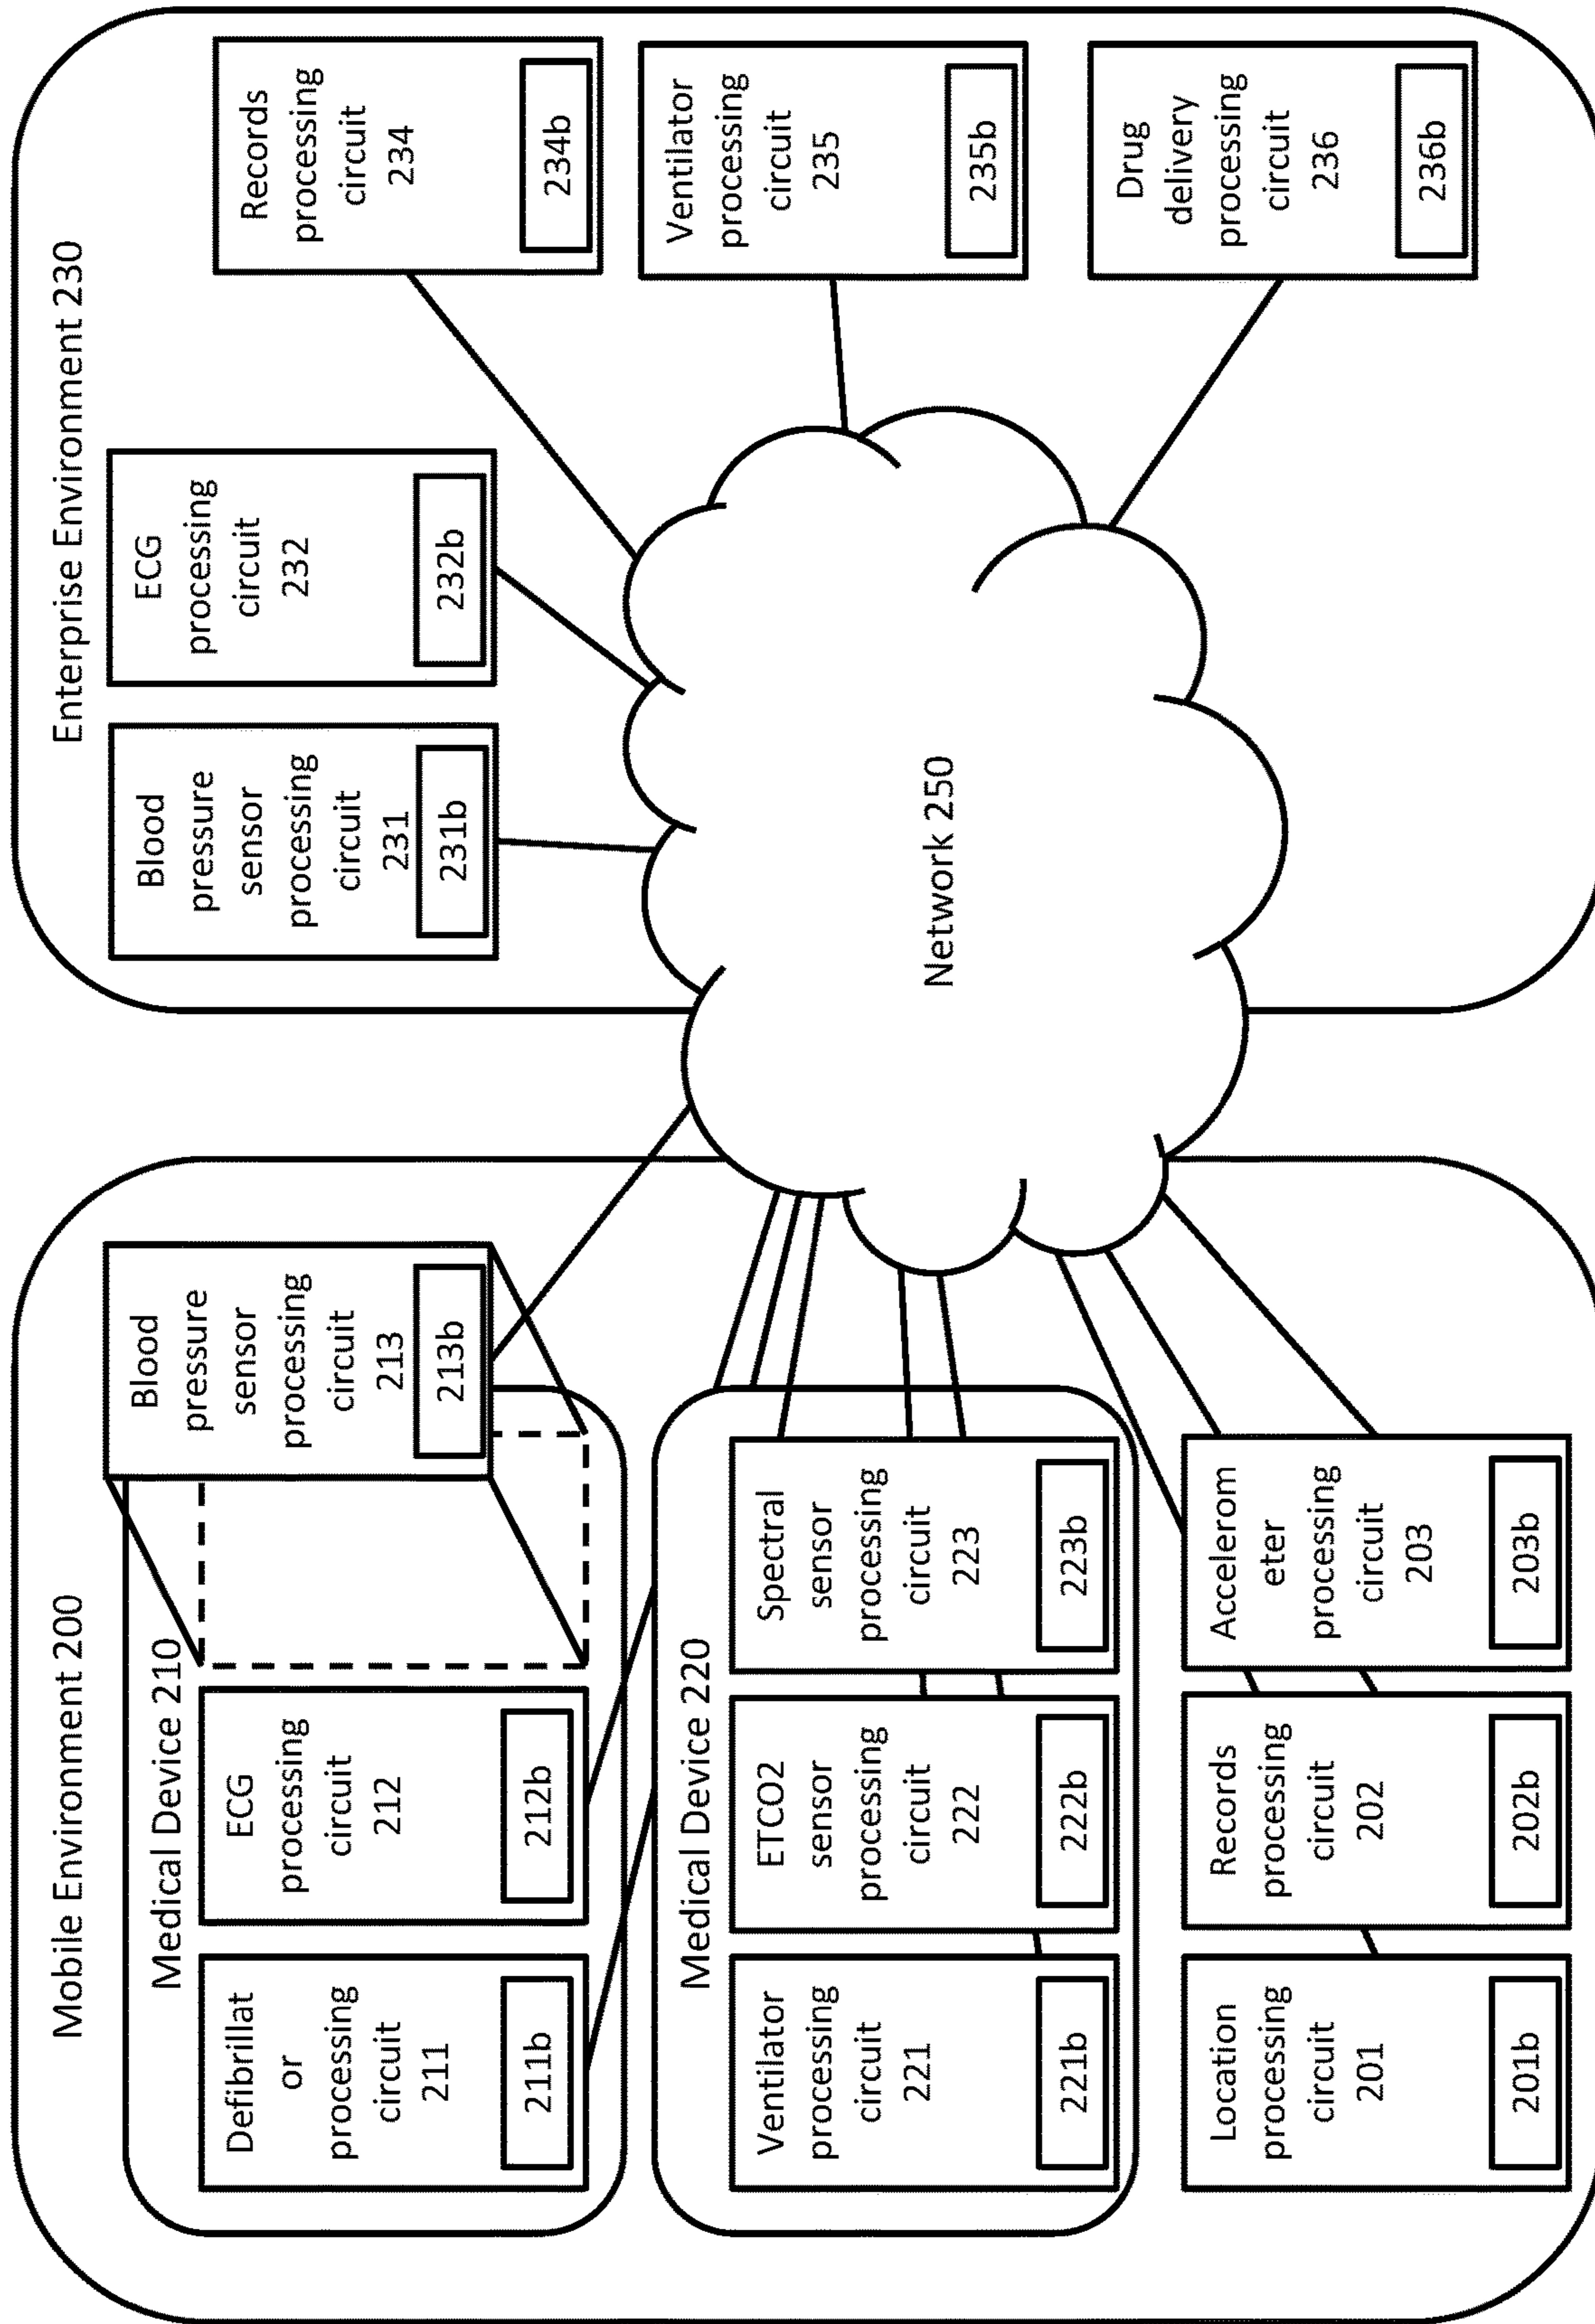 Mobile Environment 200
Medical Device 210
Defibrillat
or
processing
circuit
211
211b
ECG
processing
circuit
212
212b
Blood
pressure
sensor
processing
circuit
213
213b
Medical Device 220
Ventilator
processing
circuit
221
221b
ETCO2
sensor
processing
circuit
222
222b
Spectral
sensor
processing
circuit
223
223b
Location
processing
circuit
201
201b
Records
processing
circuit
202
202b
Accelerom
eter
processing
circuit
203
203b
Network 250
Enterprise Environment 230
Blood
pressure
sensor
processing
circuit
231
231b
ECG
processing
circuit
232
232b
Records
processing
circuit
234
234b
Ventilator
processing
circuit
235
235b
Drug
delivery
processing
circuit
236
236b